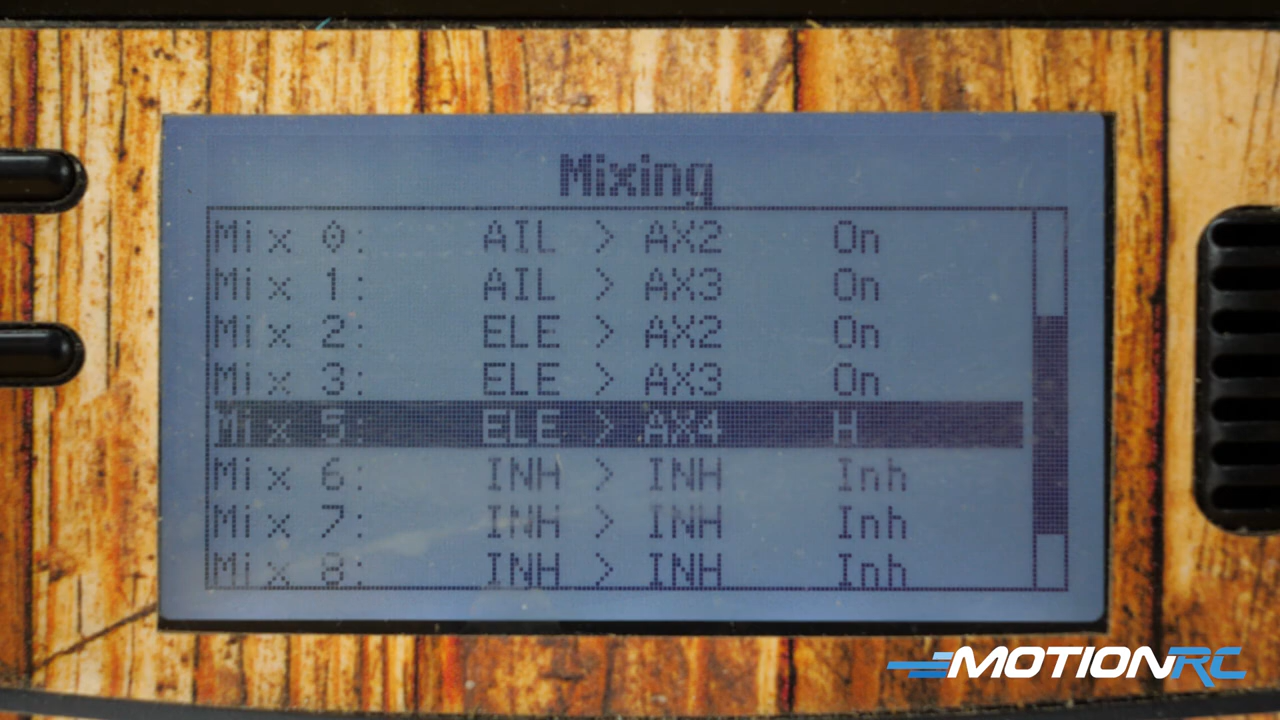 Mixing
Mix 0: AIL > AX2 On
Mix 1: AIL > AX3 On
Mix 2: ELE > AX2 On
Mix 3: ELE > AX3 On
Mix 5: ELE > AX4 H
Mix 6: INH > INH Inh
Mix 7: INH > INH Inh
Mix 8: INH > INH Inh
MOTIONRC